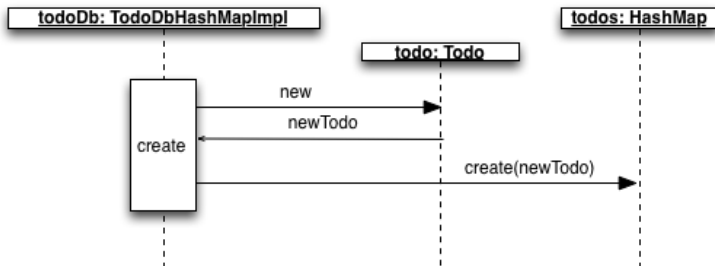 todoDb: TodoDbHashMapImpl
todos: HashMap
todo: Todo
new
newTodo
create
create(newTodo)